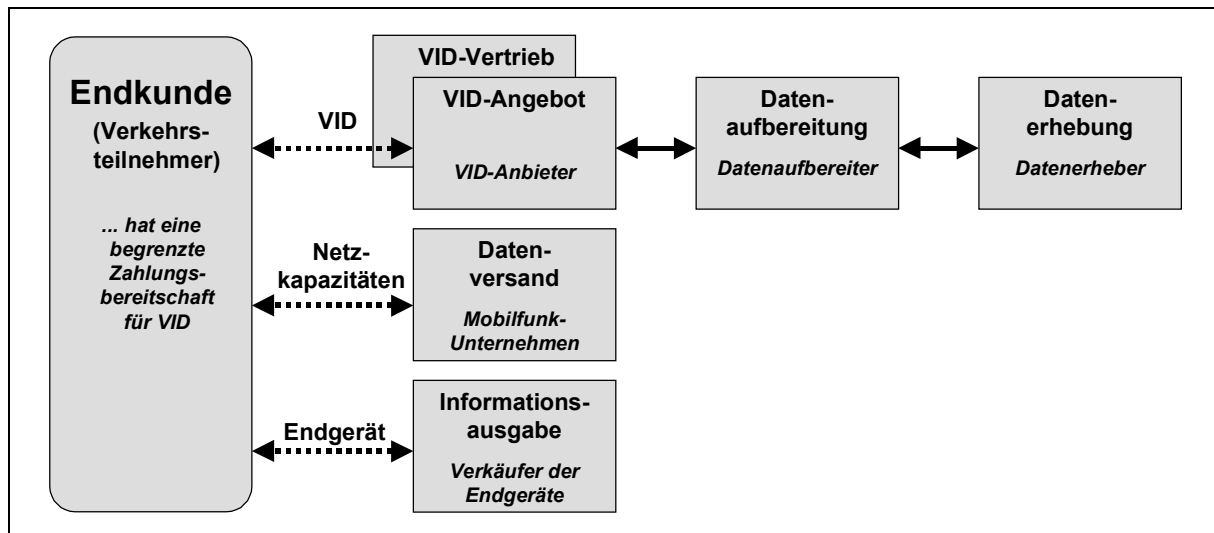 Endkunde
(Verkehrs-
teilnehmer)
... hat eine
begrenzte
Zahlungs-
bereitschaft
für VID
VID
VID-Vertrieb
VID-Angebot
VID-Anbieter
Daten-
aufbereitung
Datenaufbereiter
Daten-
erhebung
Datenerheber
Netz-
kapazitäten
Daten-
versand
Mobilfunk-
Unternehmen
Endgerät
Informations-
ausgabe
Verkäufer der
Endgeräte